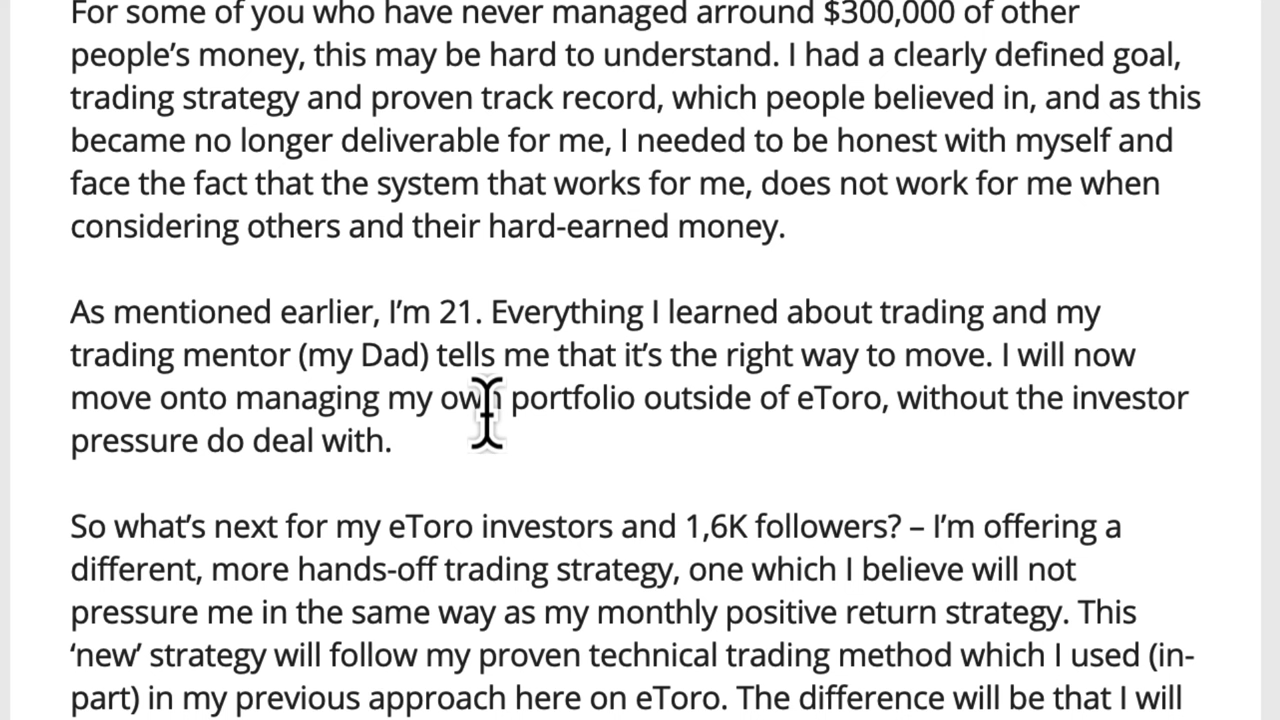 For some of you who have never managed arround $300,000 of other
people’s money, this may be hard to understand. I had a clearly defined goal,
trading strategy and proven track record, which people believed in, and as this
became no longer deliverable for me, I needed to be honest with myself and
face the fact that the system that works for me, does not work for me when
considering others and their hard-earned money.
As mentioned earlier, I’m 21. Everything I learned about trading and my
trading mentor (my Dad) tells me that it’s the right way to move. I will now
move onto managing my own portfolio outside of eToro, without the investor
pressure do deal with.
So what’s next for my eToro investors and 1,6K followers? – I’m offering a
different, more hands-off trading strategy, one which I believe will not
pressure me in the same way as my monthly positive return strategy. This
‘new’ strategy will follow my proven technical trading method which I used (in-
part) in my previous approach here on eToro. The difference will be that I will